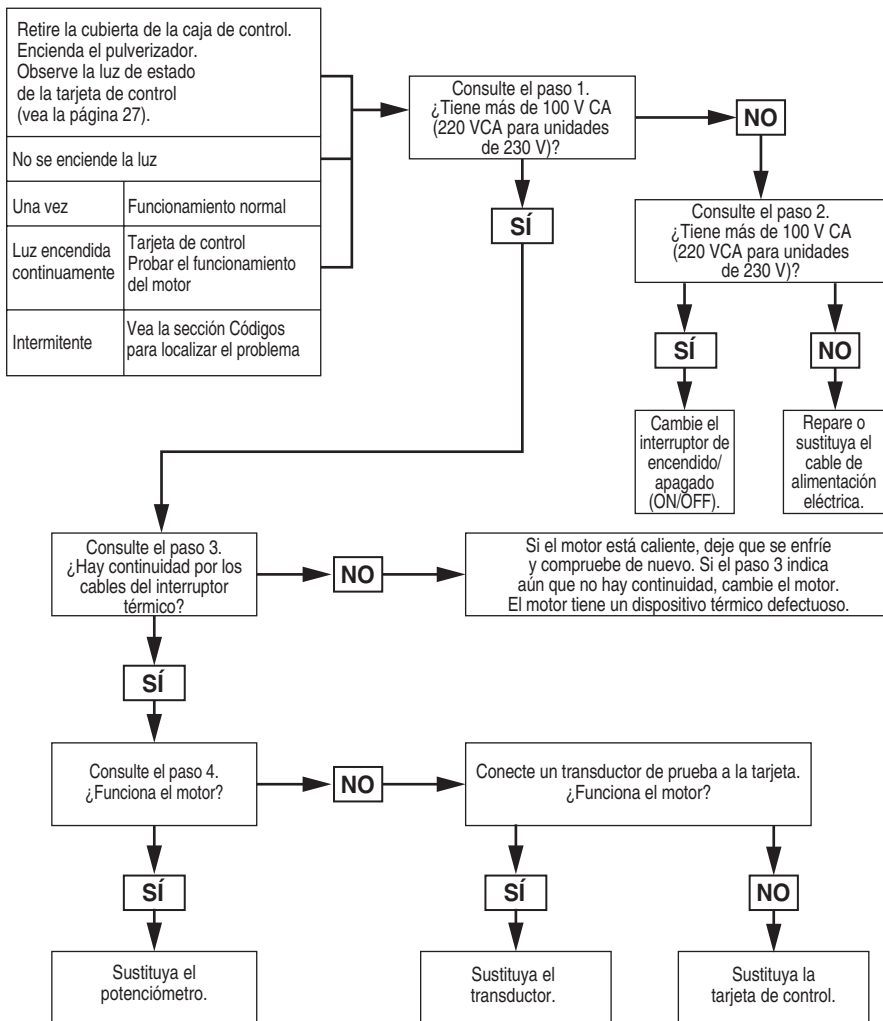 Retire la cubierta de la caja de control.
Encienda el pulverizador.
Observe la luz de estado
de la tarjeta de control
(vea la página 27).
No se enciende la luz
Una vez
Funcionamiento normal
Luz encendida
continuamente
Tarjeta de control
Probar el funcionamiento
del motor
Intermitente
Vea la sección Códigos
para localizar el problema
Consulte el paso 1.
¿Tiene más de 100 V CA
(220 VCA para unidades
de 230 V)?
NO
SÍ
Consulte el paso 2.
¿Tiene más de 100 V CA
(220 VCA para unidades
de 230 V)?
SÍ
NO
Cambie el
interruptor de
encendido/
apagado
(ON/OFF).
Repare o
sustituya el
cable de
alimentación
eléctrica.
Consulte el paso 3.
¿Hay continuidad por los
cables del interruptor
térmico?
NO
Si el motor está caliente, deje que se enfríe
y compruebe de nuevo. Si el paso 3 indica
aún que no hay continuidad, cambie el motor.
El motor tiene un dispositivo térmico defectuoso.
SÍ
Consulte el paso 4.
¿Funciona el motor?
NO
Conecte un transductor de prueba a la tarjeta.
¿Funciona el motor?
SÍ
SÍ
NO
Sustituya el
potenciómetro.
Sustituya el
transductor.
Sustituya la
tarjeta de control.